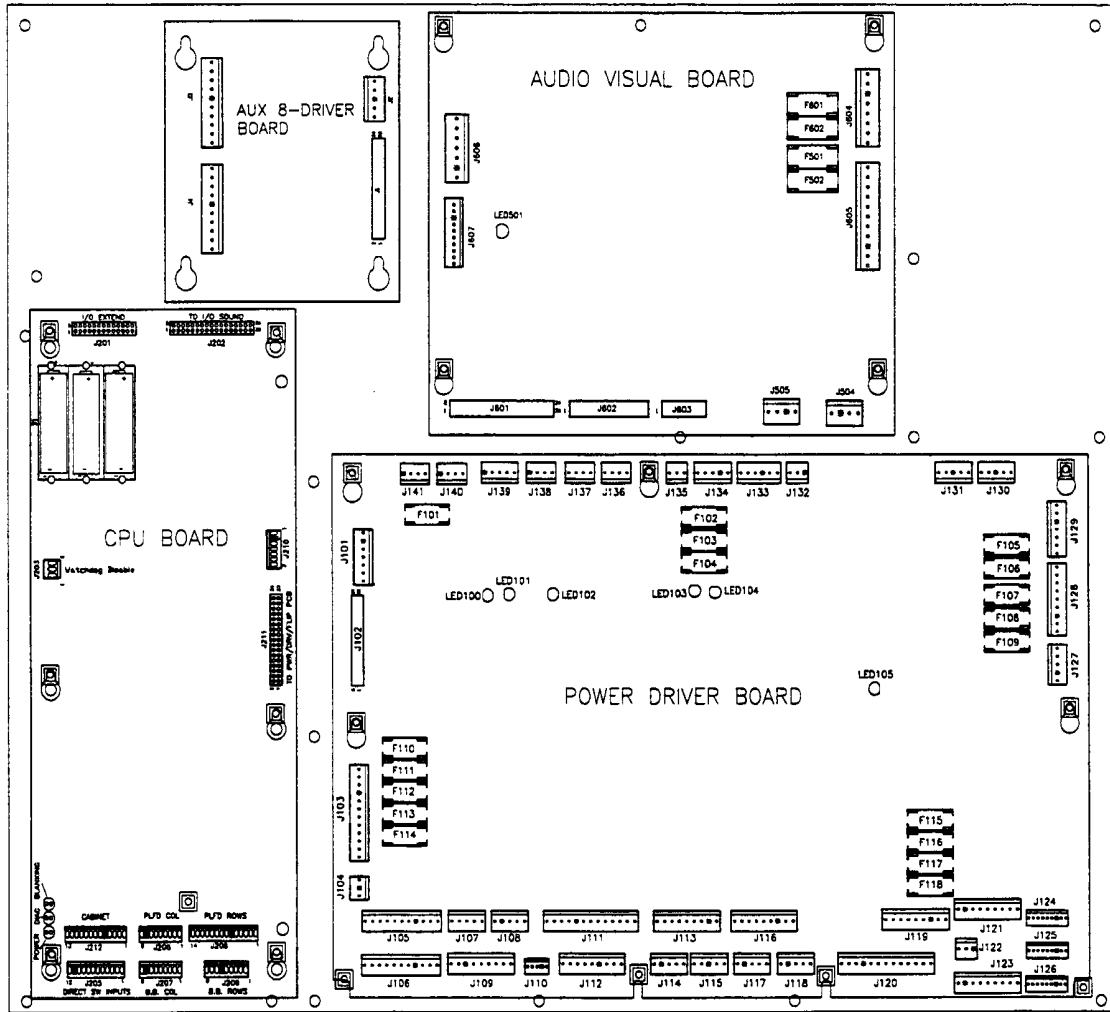 AUX 8-DRIVER
BOARD
J3
J2
J4
AUDIO VISUAL BOARD
F601
F602
F501
F502
J604
J605
J606
J607
LED501
J601
J602
J603
J505
J504
I/O EXTEND
J201
TO I/O SOUND
J202
CPU BOARD
J203
Watchdog Disable
J210
J211
TO PWR/DRV/FLIP PCB
POWER DIAG BLANKING
CABINET
J212
PLFD COL
PLFD ROWS
J205
DIRECT SW INPUTS
J207
B.B. COL
B.B. ROWS
J141
J140
J139
J138
J137
J136
J135
J134
J133
J132
J131
J130
F101
F102
F103
F104
J101
LED100
LED101
LED102
LED103
LED104
F105
F106
F107
F108
F109
J129
J128
J127
J102
LED105
POWER DRIVER BOARD
F110
F111
F112
F113
F114
J103
J104
F115
F116
F117
F118
J105
J107
J108
J111
J113
J116
J119
J121
J124
J122
J125
J123
J126
J106
J109
J110
J112
J114
J115
J117
J118
J120